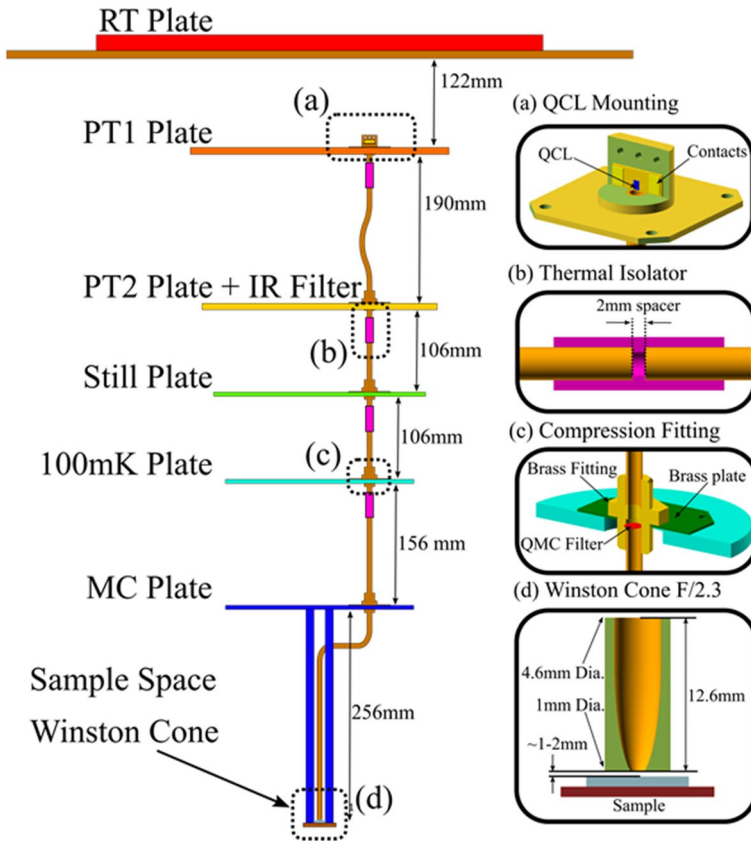 RT Plate
122mm
(a)
PT1 Plate
190mm
PT2 Plate + IR Filter
(b)
106mm
Still Plate
106mm
100mK Plate
(c)
156 mm
MC Plate
Sample Space
256mm
Winston Cone
(d)
(a) QCL Mounting
QCL
Contacts
(b) Thermal Isolator
2mm spacer
(c) Compression Fitting
Brass Fitting
Brass plate
QMC Filter
(d) Winston Cone F/2.3
4.6mm Dia.
12.6mm
1mm Dia.
~1-2mm
Sample